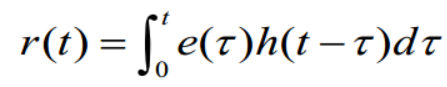 r(t) = ∫₀ᵗ e(τ)h(t − τ)dτ